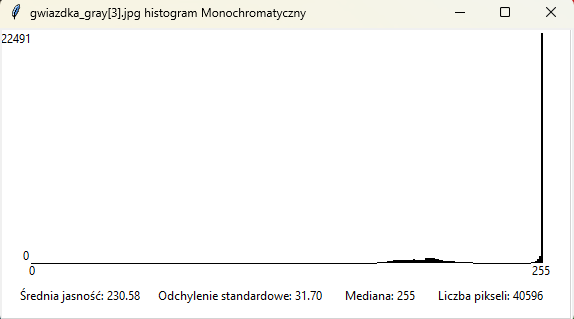 gwiazdka_gray[3].jpg histogram Monochromatyczny
22491
0
0 255
Średnia jasność: 230.58 Odchylenie standardowe: 31.70 Mediana: 255 Liczba pikseli: 40596